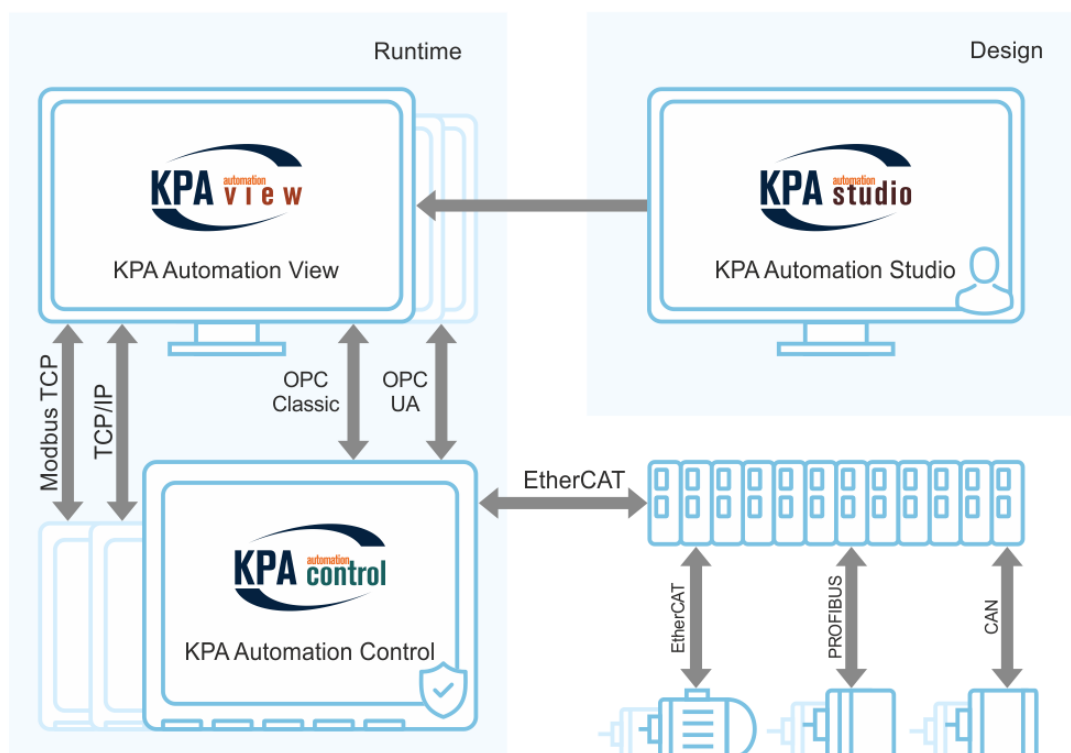 Runtime
Design
KPA automation view
KPA Automation View
KPA automation studio
KPA Automation Studio
Modbus TCP
TCP/IP
OPC
Classic
OPC
UA
EtherCAT
KPA automation control
KPA Automation Control
EtherCAT
PROFIBUS
CAN